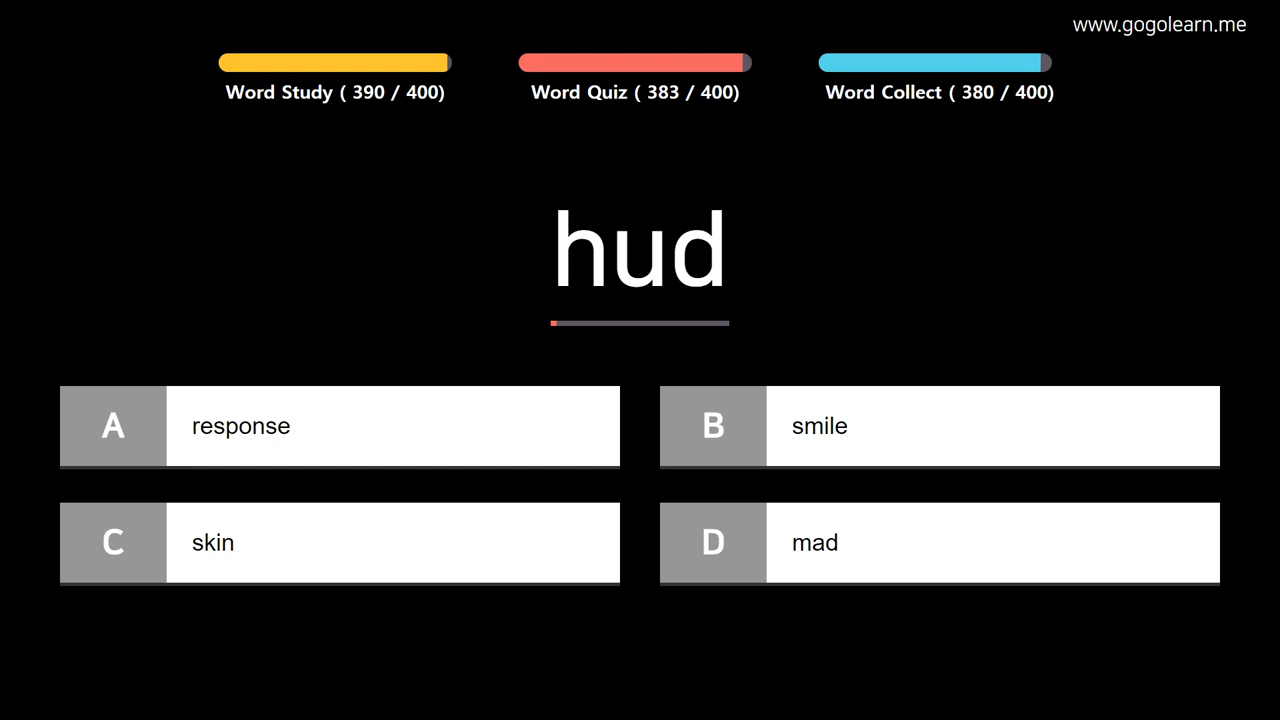 www.gogolearn.me
Word Study ( 390 / 400)
Word Quiz ( 383 / 400)
Word Collect ( 380 / 400)
hud
A response
B smile
C skin
D mad